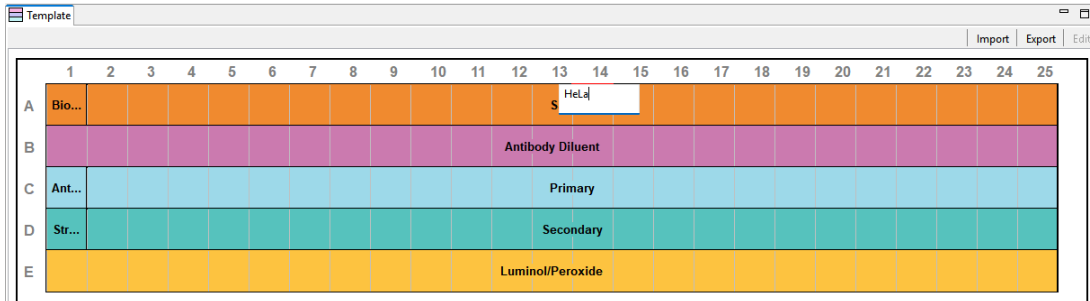 Template
Import Export Edit
1 2 3 4 5 6 7 8 9 10 11 12 13 14 15 16 17 18 19 20 21 22 23 24 25
A Bio... S HeLa
B Antibody Diluent
C Ant... Primary
D Str... Secondary
E Luminol/Peroxide